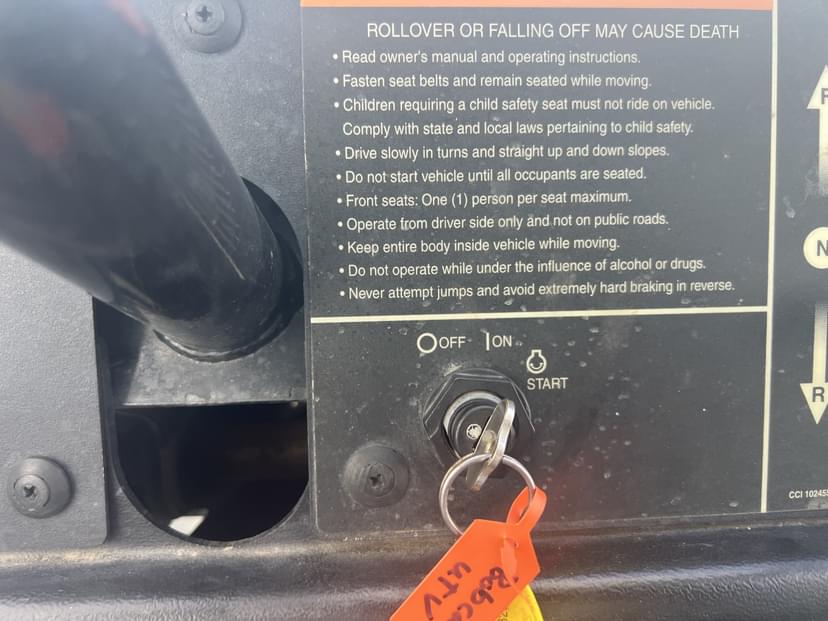 ROLLOVER OR FALLING OFF MAY CAUSE DEATH
• Read owner's manual and operating instructions.
• Fasten seat belts and remain seated while moving.
• Children requiring a child safety seat must not ride on vehicle.
Comply with state and local laws pertaining to child safety.
• Drive slowly in turns and straight up and down slopes.
• Do not start vehicle until all occupants are seated.
• Front seats: One (1) person per seat maximum.
• Operate from driver side only and not on public roads.
• Keep entire body inside vehicle while moving.
• Do not operate while under the influence of alcohol or drugs.
• Never attempt jumps and avoid extremely hard braking in reverse.
N
R
OFF ON
START
CCI
UTV